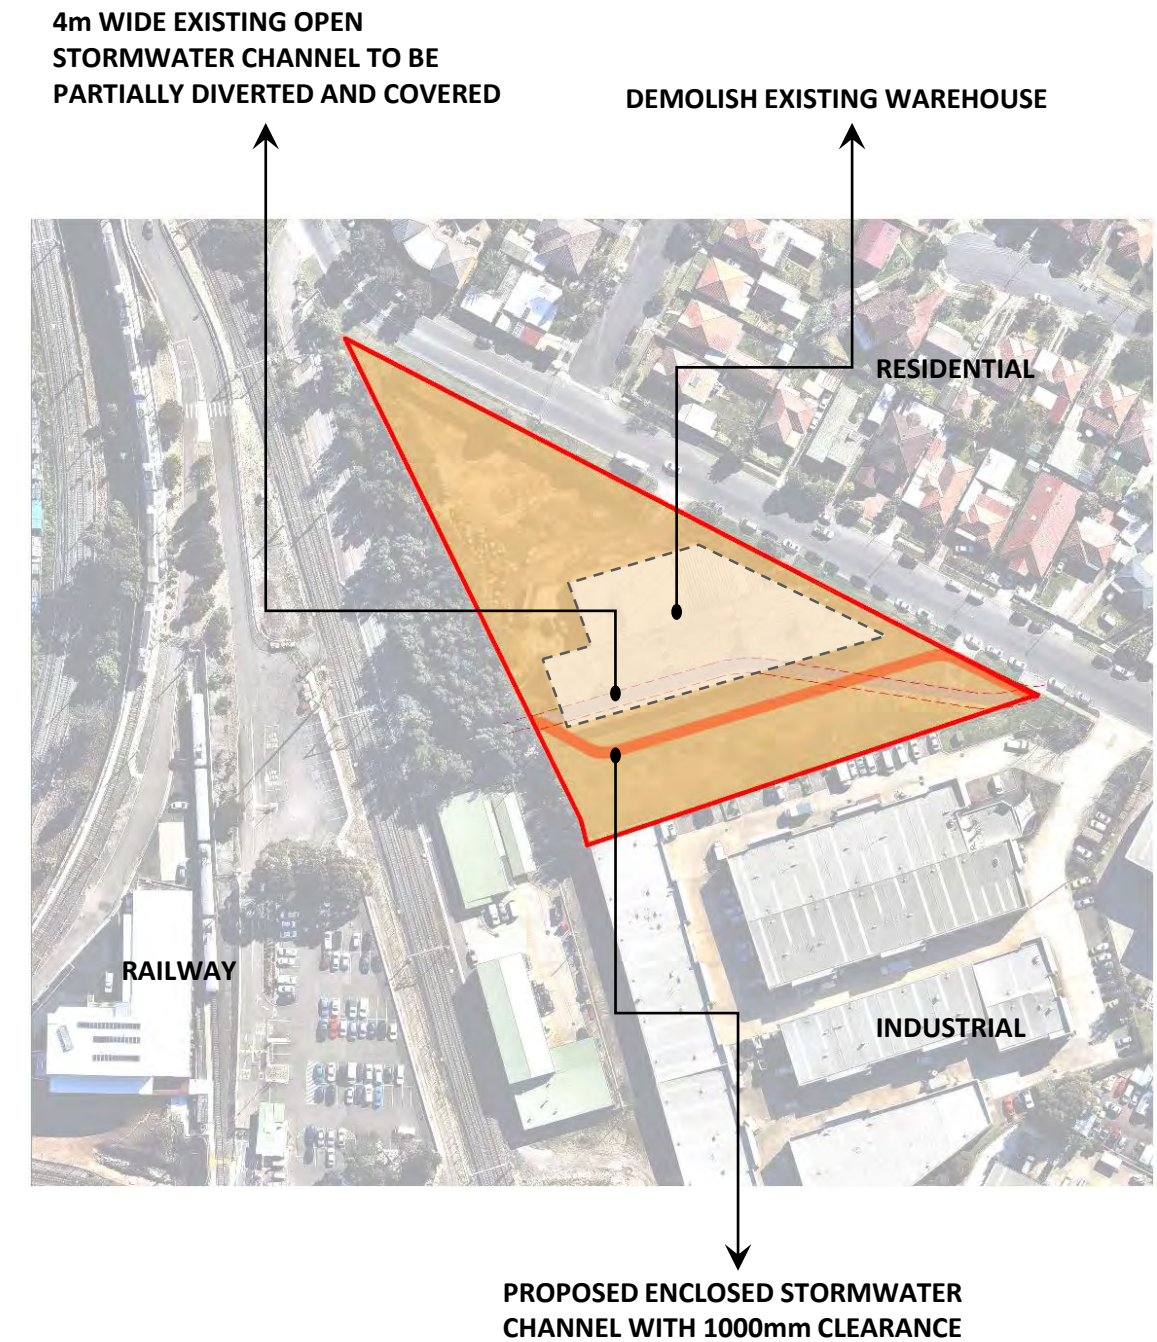 4m WIDE EXISTING OPEN
STORMWATER CHANNEL TO BE
PARTIALLY DIVERTED AND COVERED
DEMOLISH EXISTING WAREHOUSE
RESIDENTIAL
RAILWAY
INDUSTRIAL
PROPOSED ENCLOSED STORMWATER
CHANNEL WITH 1000mm CLEARANCE